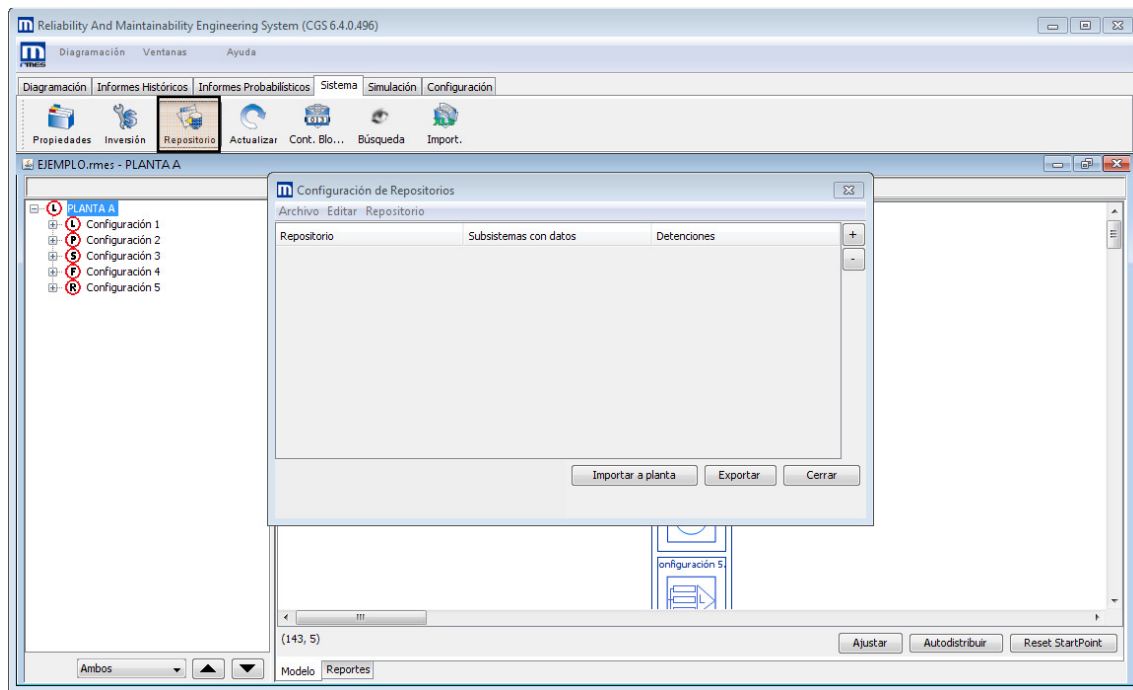 Reliability And Maintainability Engineering System (CGS 6.4.0.496)
rmes Diagramación Ventanas Ayuda
Diagramación Informes Históricos Informes Probabilísticos Sistema Simulación Configuración
Propiedades Inversión Repositorio Actualizar Cont. Blo... Búsqueda Import.
EJEMPLO.rmes - PLANTA A
Configuración de Repositorios
Archivo Editar Repositorio
Repositorio Subsistemas con datos Detenciones +
-
L PLANTA A
L Configuración 1
P Configuración 2
S Configuración 3
F Configuración 4
R Configuración 5
Importar a planta Exportar Cerrar
onfiguración 5.
L
(143, 5)
Ajustar Autodistribuir Reset StartPoint
Ambos
Modelo Reportes